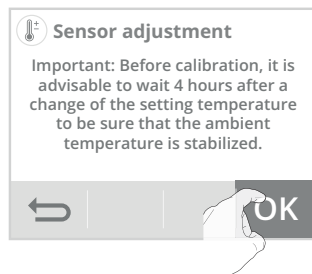 Sensor adjustment
Important: Before calibration, it is
advisable to wait 4 hours after a
change of the setting temperature
to be sure that the ambient
temperature is stabilized.
OK